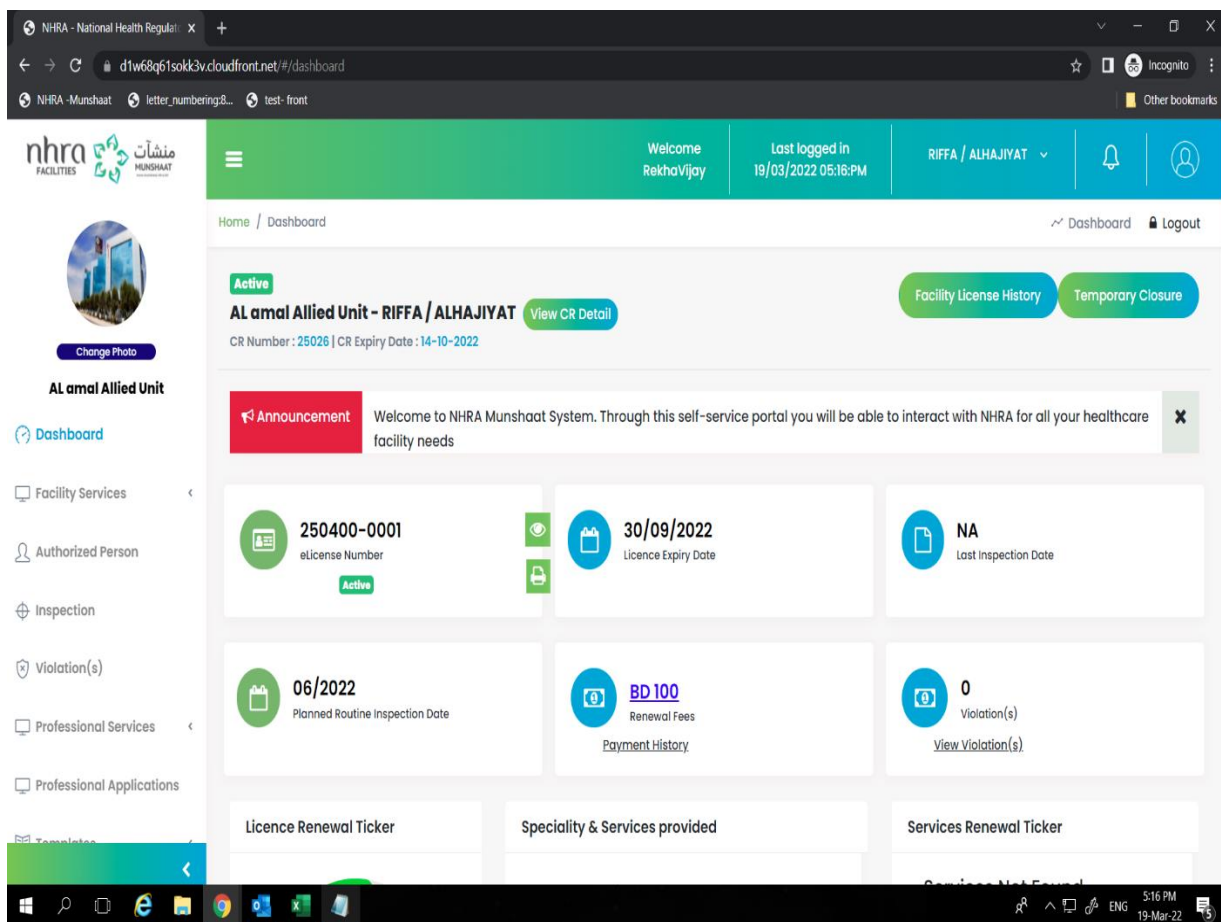 NHRA - National Health Regulat
d1w68q61sokk3v.cloudfront.net/#/dashboard
Incognito
NHRA -Munshaat
letter_numbering:8...
test- front
Other bookmarks
nhra
FACILITIES
منشآت
MUNSHAAT
Welcome
RekhaVijay
Last logged in
19/03/2022 05:16:PM
RIFFA / ALHAJIYAT
Home / Dashboard
Dashboard
Logout
Change Photo
AL amal Allied Unit
Dashboard
Facility Services
Authorized Person
Inspection
Violation(s)
Professional Services
Professional Applications
Templates
Active
AL amal Allied Unit - RIFFA / ALHAJIYAT
View CR Detail
CR Number : 25026 | CR Expiry Date : 14-10-2022
Facility License History
Temporary Closure
Announcement
Welcome to NHRA Munshaat System. Through this self-service portal you will be able to interact with NHRA for all your healthcare
facility needs
250400-0001
eLicense Number
Active
30/09/2022
Licence Expiry Date
NA
Last Inspection Date
06/2022
Planned Routine Inspection Date
BD 100
Renewal Fees
Payment History
0
Violation(s)
View Violation(s)
Licence Renewal Ticker
Speciality & Services provided
Services Renewal Ticker
Services Not Found
ENG
5:16 PM
19-Mar-22
5